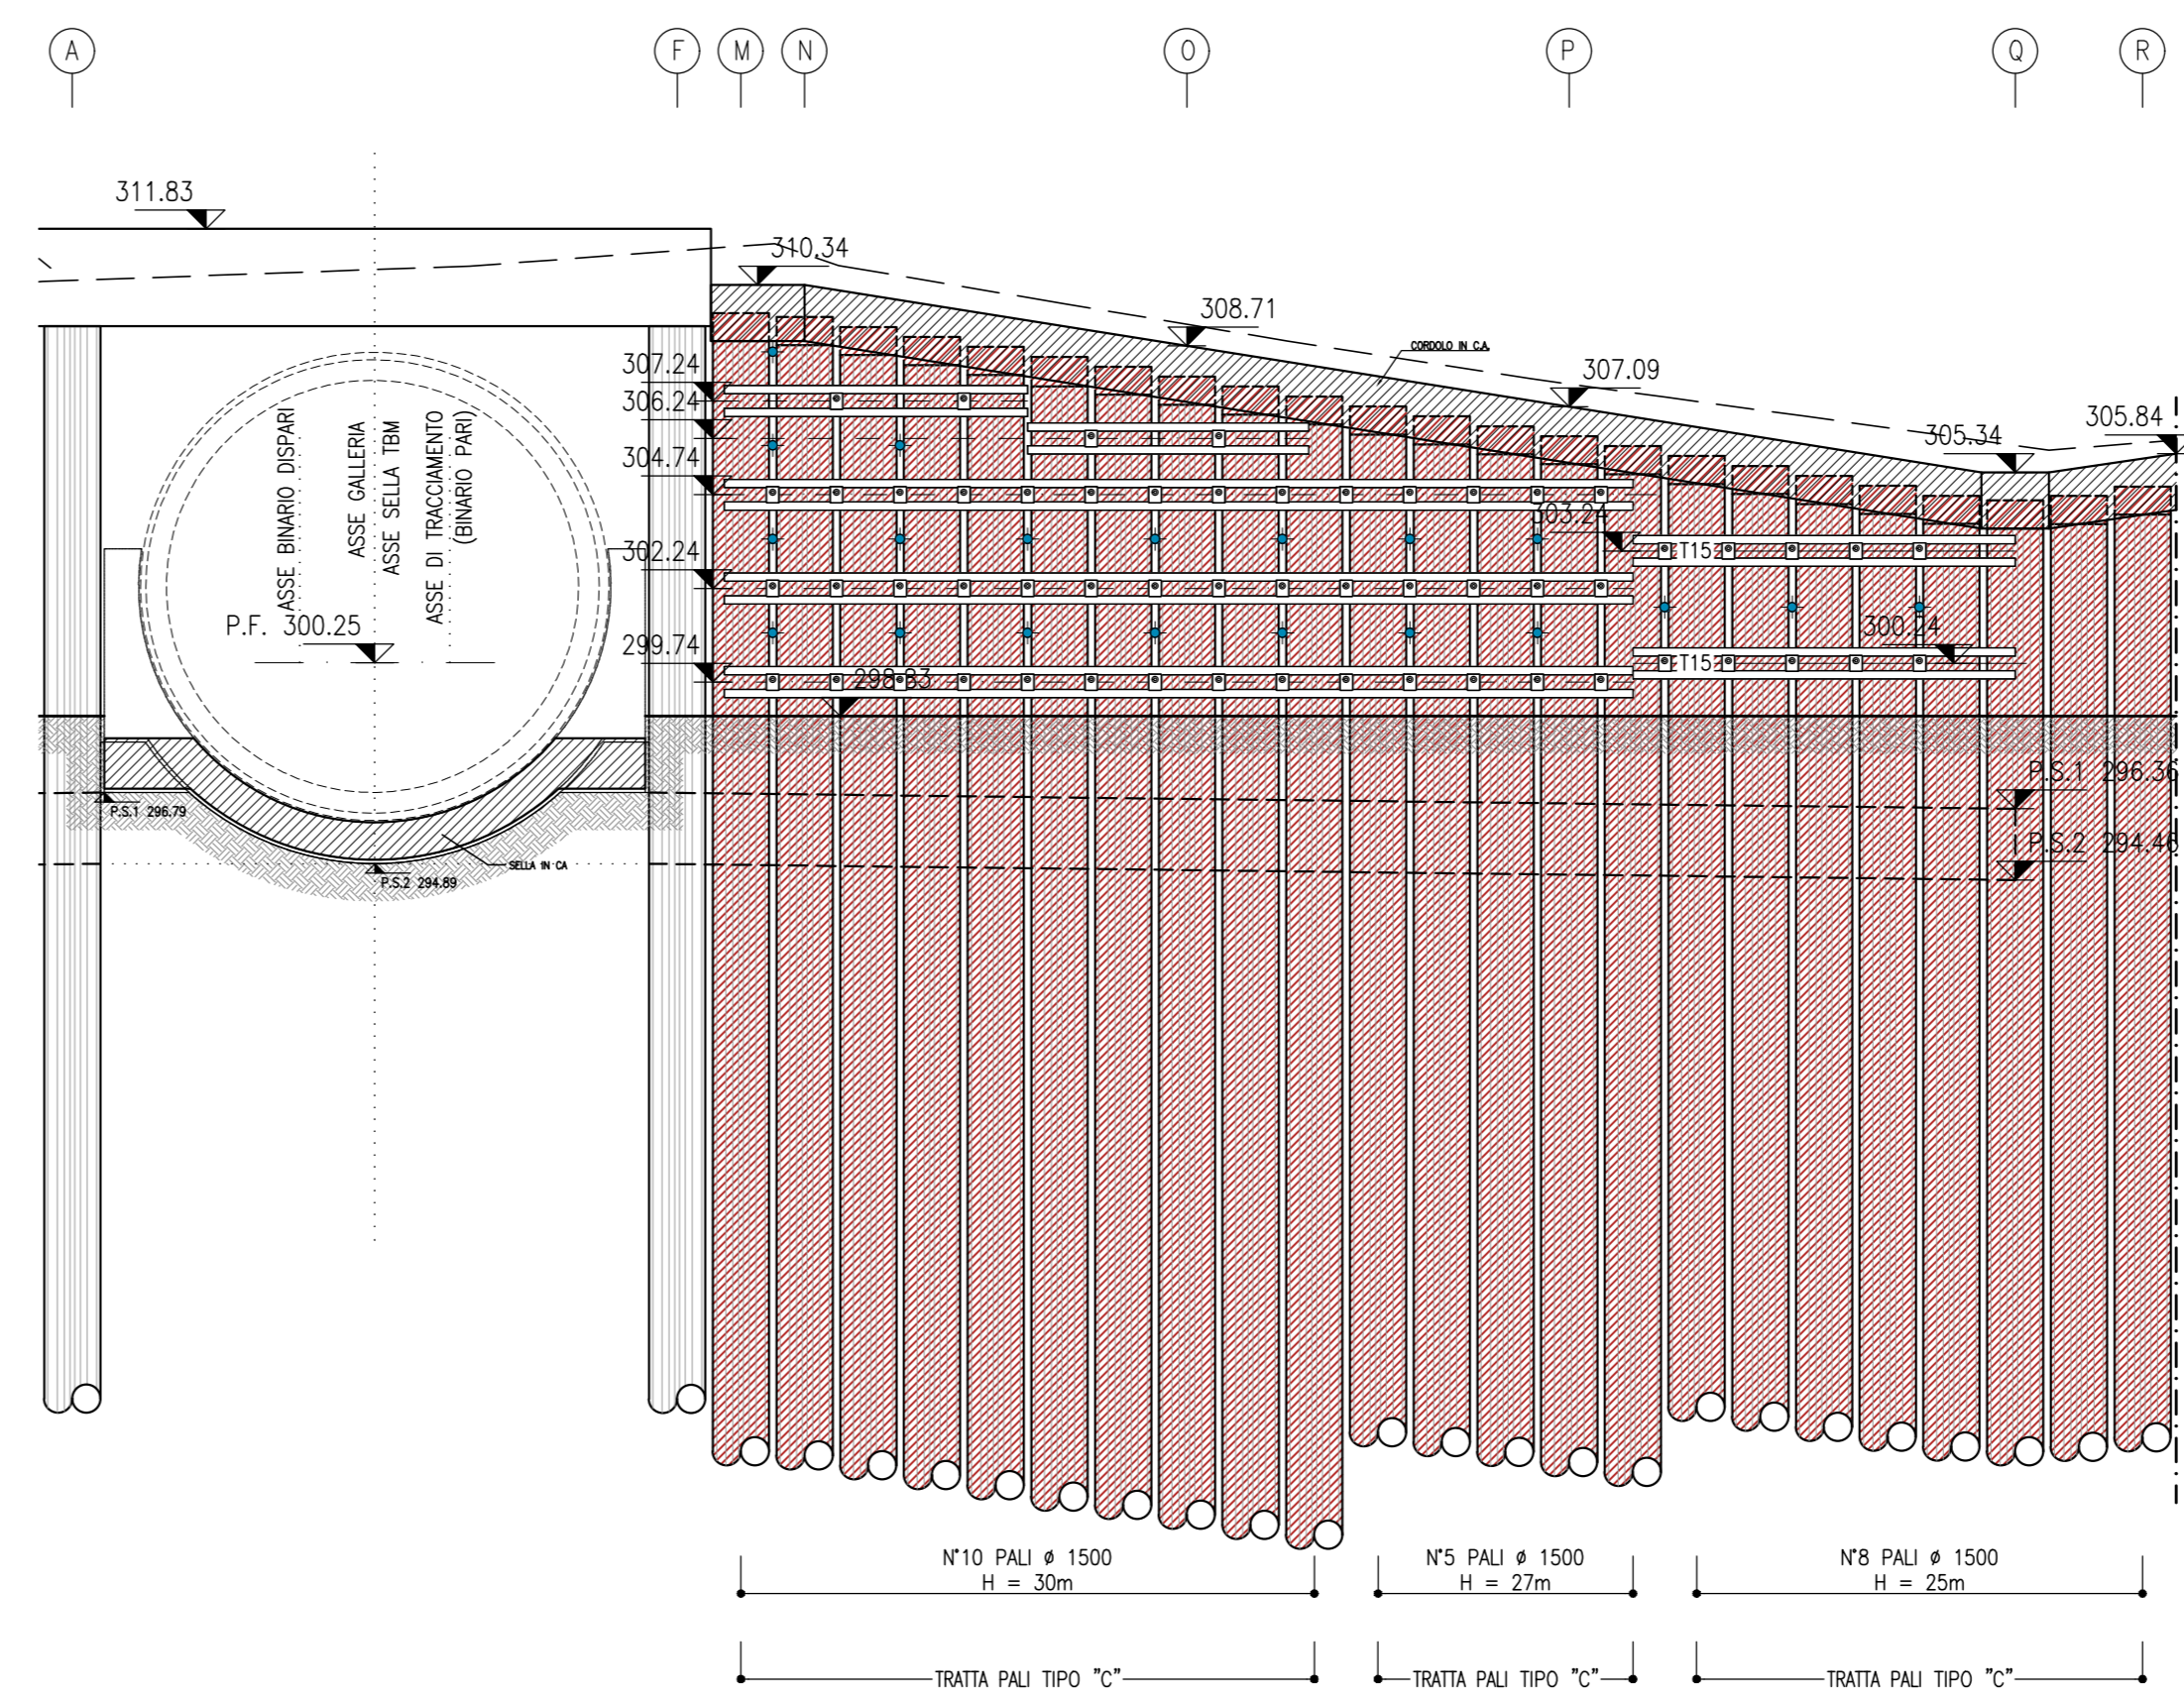 A F M N O P Q R
311.83
310.34
308.71
307.09
305.34
305.84
CORDOLO IN C.A.
307.24
306.24
304.74
302.24
299.74
303.24
T15
300.24
T15
298.83
ASSE BINARIO DISPARI
ASSE GALLERIA
ASSE SELLA TBM
ASSE DI TRACCIAMENTO
(BINARIO PARI)
P.F. 300.25
P.S.1 296.79
P.S.2 294.89
SELLA IN CA
P.S.1 296.36
P.S.2 294.46
N°10 PALI ø 1500
H = 30m
N°5 PALI ø 1500
H = 27m
N°8 PALI ø 1500
H = 25m
TRATTA PALI TIPO "C"
TRATTA PALI TIPO "C"
TRATTA PALI TIPO "C"